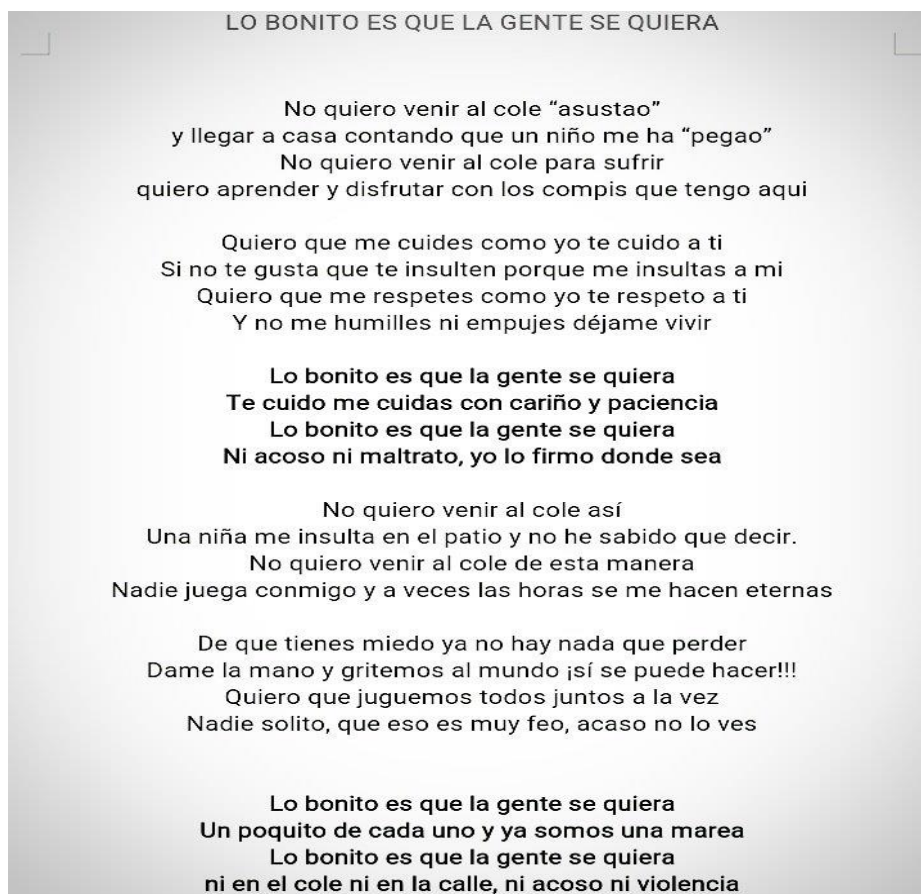 LO BONITO ES QUE LA GENTE SE QUIERA
No quiero venir al cole “asustao”
y llegar a casa contando que un niño me ha “pegao”
No quiero venir al cole para sufrir
quiero aprender y disfrutar con los compis que tengo aqui
Quiero que me cuides como yo te cuido a ti
Si no te gusta que te insulten porque me insultas a mi
Quiero que me respetes como yo te respeto a ti
Y no me humilles ni empujes déjame vivir
Lo bonito es que la gente se quiera
Te cuido me cuidas con cariño y paciencia
Lo bonito es que la gente se quiera
Ni acoso ni maltrato, yo lo firmo donde sea
No quiero venir al cole así
Una niña me insulta en el patio y no he sabido que decir.
No quiero venir al cole de esta manera
Nadie juega conmigo y a veces las horas se me hacen eternas
De que tienes miedo ya no hay nada que perder
Dame la mano y gritemos al mundo ¡sí se puede hacer!!!
Quiero que juguemos todos juntos a la vez
Nadie solito, que eso es muy feo, acaso no lo ves
Lo bonito es que la gente se quiera
Un poquito de cada uno y ya somos una marea
Lo bonito es que la gente se quiera
ni en el cole ni en la calle, ni acoso ni violencia